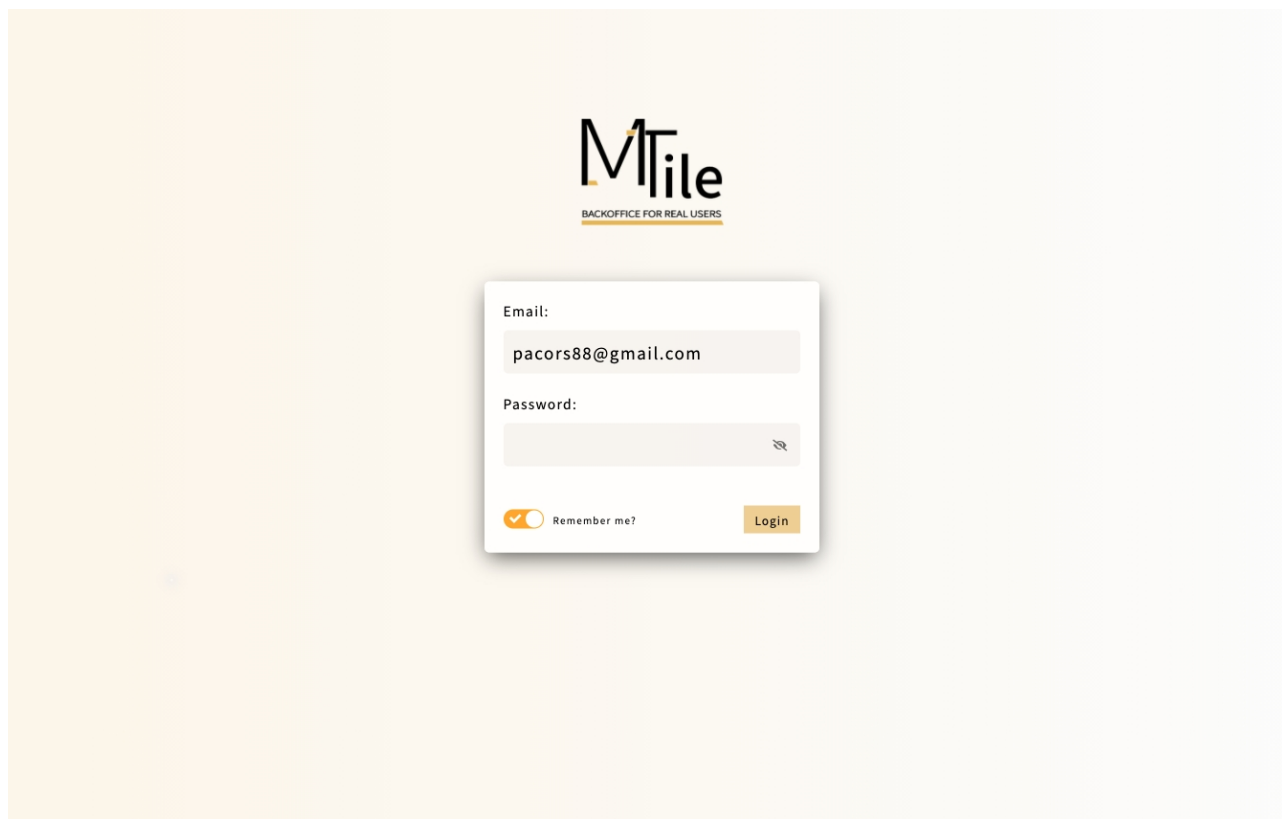 MTile
BACKOFFICE FOR REAL USERS
Email:
pacors88@gmail.com
Password:
Remember me?
Login